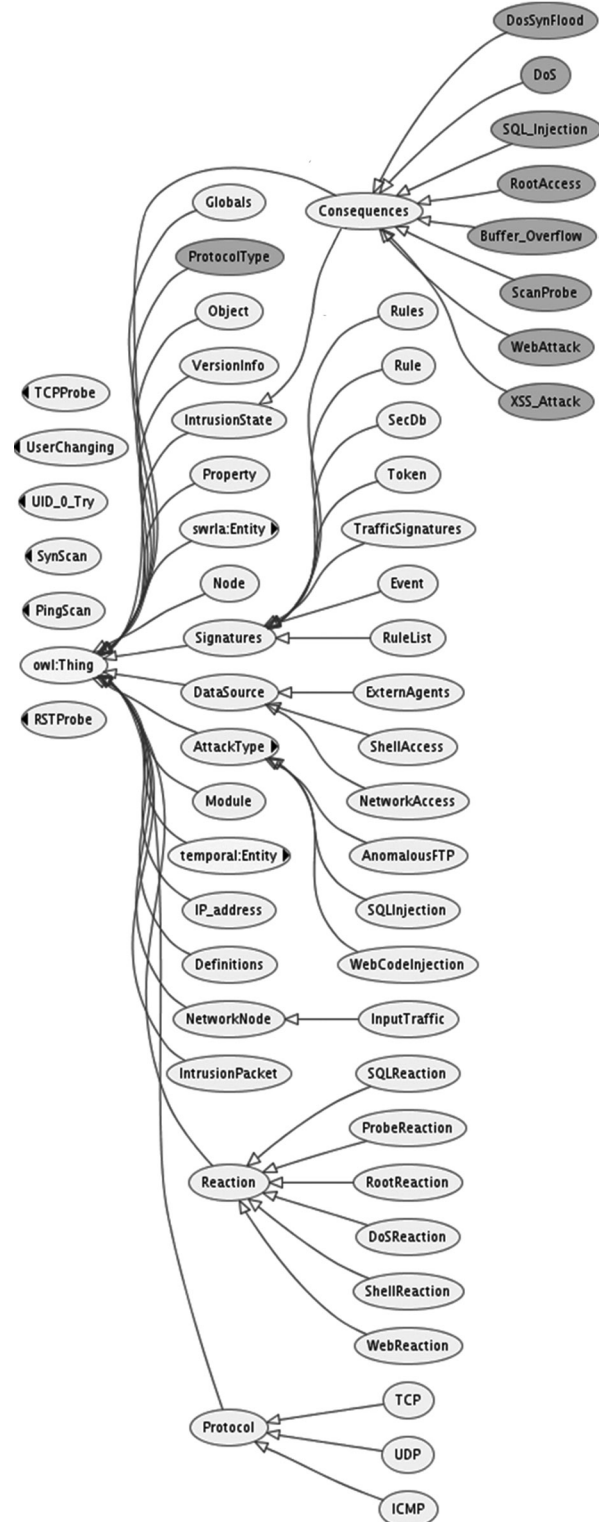 DosSynFlood
DoS
SQL_Injection
RootAccess
Buffer_Overflow
ScanProbe
WebAttack
XSS_Attack
Consequences
Globals
ProtocolType
Object
VersionInfo
IntrusionState
Property
swrla:Entity
Node
Signatures
DataSource
AttackType
Module
temporal:Entity
IP_address
Definitions
NetworkNode
IntrusionPacket
Reaction
Protocol
Rules
Rule
SecDb
Token
TrafficSignatures
Event
RuleList
ExternAgents
ShellAccess
NetworkAccess
AnomalousFTP
SQLInjection
WebCodeInjection
InputTraffic
SQLReaction
ProbeReaction
RootReaction
DoSReaction
ShellReaction
WebReaction
TCP
UDP
ICMP
TCPProbe
UserChanging
UID_0_Try
SynScan
PingScan
owl:Thing
RSTProbe